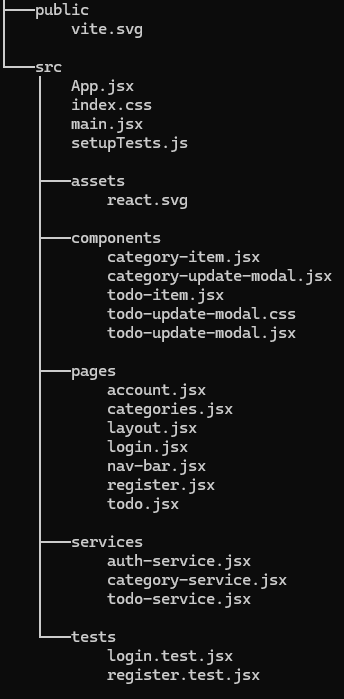 public
vite.svg
src
App.jsx
index.css
main.jsx
setupTests.js
assets
react.svg
components
category-item.jsx
category-update-modal.jsx
todo-item.jsx
todo-update-modal.css
todo-update-modal.jsx
pages
account.jsx
categories.jsx
layout.jsx
login.jsx
nav-bar.jsx
register.jsx
todo.jsx
services
auth-service.jsx
category-service.jsx
todo-service.jsx
tests
login.test.jsx
register.test.jsx